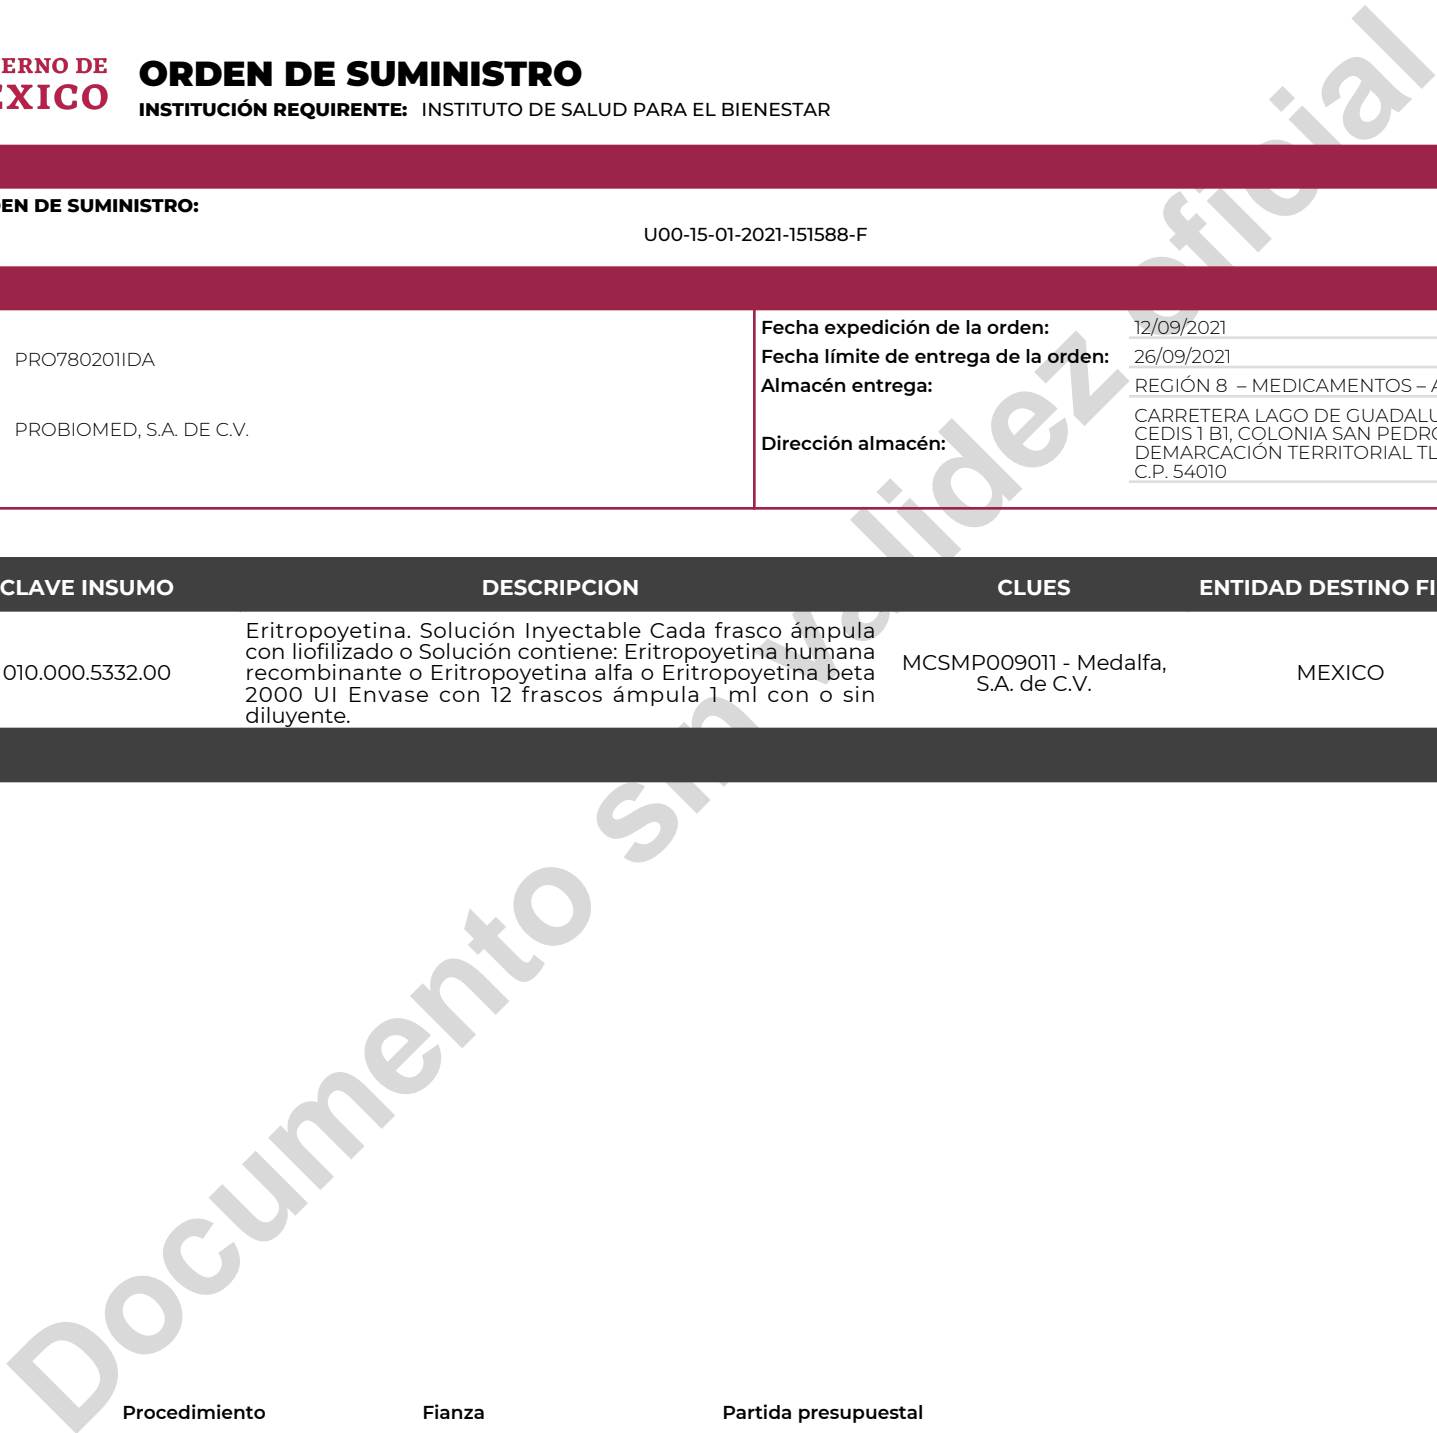 ERNO DE
EXICO
ORDEN DE SUMINISTRO
INSTITUCIÓN REQUIRENTE: INSTITUTO DE SALUD PARA EL BIENESTAR
EN DE SUMINISTRO:
U00-15-01-2021-151588-F
PRO780201IDA
PROBIOMED, S.A. DE C.V.
Fecha expedición de la orden: 12/09/2021
Fecha límite de entrega de la orden: 26/09/2021
Almacén entrega: REGIÓN 8 – MEDICAMENTOS – A
Dirección almacén:
CARRETERA LAGO DE GUADALU
CEDIS 1 B1, COLONIA SAN PEDRO
DEMARCACIÓN TERRITORIAL TL
C.P. 54010
CLAVE INSUMO DESCRIPCION CLUES ENTIDAD DESTINO FI
010.000.5332.00
Eritropoyetina. Solución Inyectable Cada frasco ámpula
con liofilizado o Solución contiene: Eritropoyetina humana
recombinante o Eritropoyetina alfa o Eritropoyetina beta
2000 UI Envase con 12 frascos ámpula 1 ml con o sin
diluyente.
MCSMP009011 - Medalfa,
S.A. de C.V.
MEXICO
Documento sin validez oficial
Procedimiento Fianza Partida presupuestal